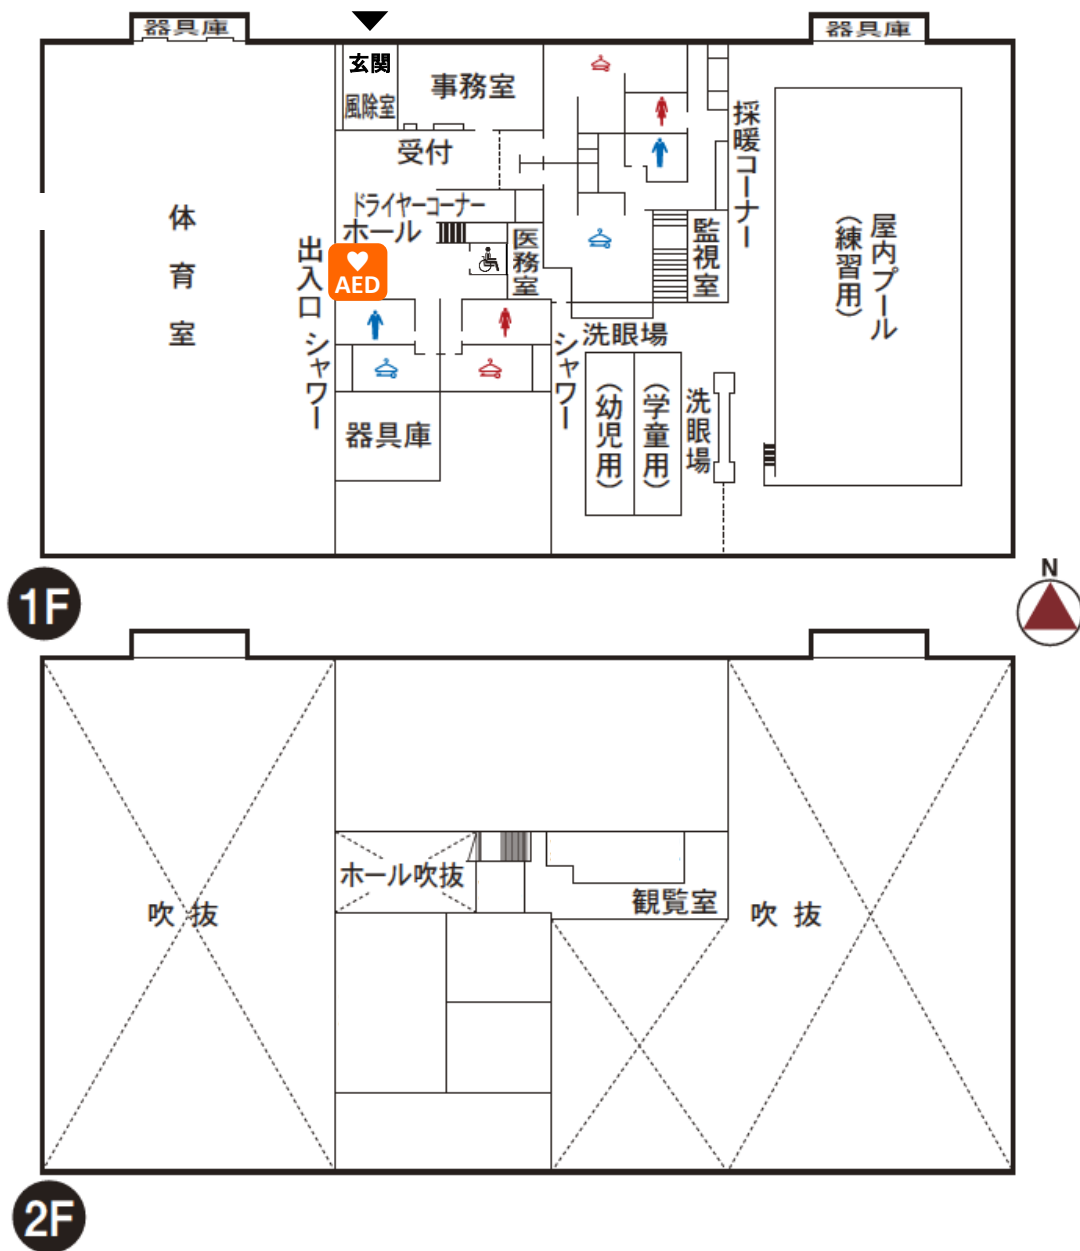 器具庫
器具庫
玄関
風除室
事務室
受付
採暖コーナー
ドライヤーコーナー
ホール
体育室
出入口
AED
医務室
監視室
屋内プール
（練習用）
シャワー
シャワー
洗眼場
（幼児用）
（学童用）
洗眼場
器具庫
1F
N
ホール吹抜
観覧室
吹抜
吹抜
2F